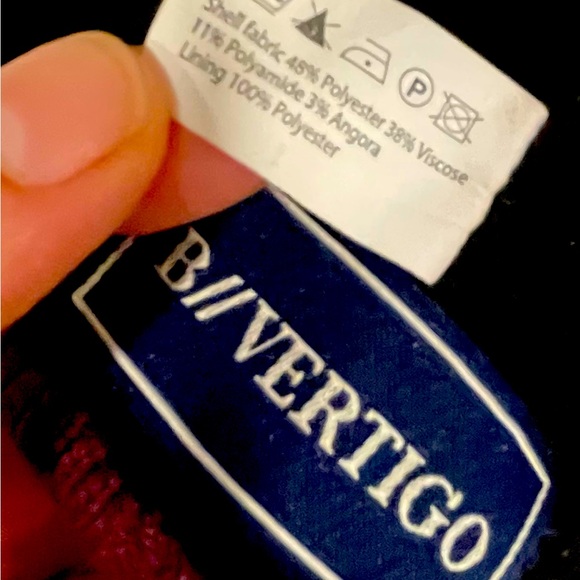 P
Shell fabric 48% Polyester 38% Viscose
11% Polyamide 3% Angora
Lining 100% Polyester
B//VERTIGO